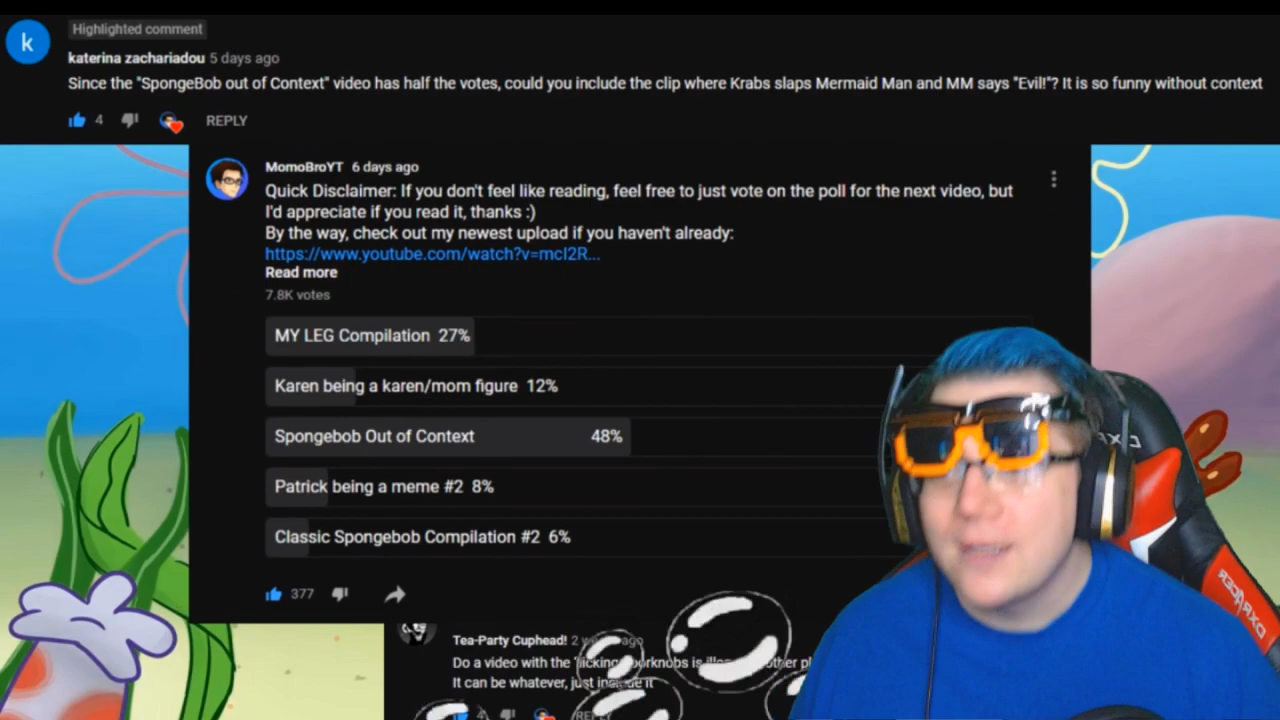 k
Highlighted comment
katerina zachariadou 5 days ago
Since the "SpongeBob out of Context" video has half the votes, could you include the clip where Krabs slaps Mermaid Man and MM says "Evil!"? It is so funny without context
4 REPLY
MomoBroYT 6 days ago
Quick Disclaimer: If you don't feel like reading, feel free to just vote on the poll for the next video, but
I'd appreciate if you read it, thanks :)
By the way, check out my newest upload if you haven't already:
https://www.youtube.com/watch?v=mcI2R...
Read more
7.8K votes
MY LEG Compilation 27%
Karen being a karen/mom figure 12%
Spongebob Out of Context 48%
Patrick being a meme #2 8%
Classic Spongebob Compilation #2 6%
377
Tea-Party Cuphead! 2 ago
Do a video with the is
It can be whatever, just it
DXRACER